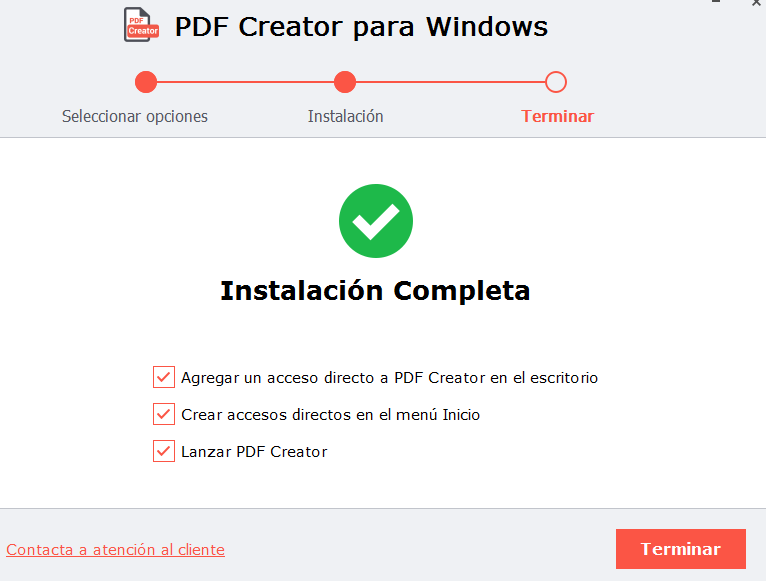 PDF
Creator
PDF Creator para Windows
Seleccionar opciones
Instalación
Terminar
Instalación Completa
Agregar un acceso directo a PDF Creator en el escritorio
Crear accesos directos en el menú Inicio
Lanzar PDF Creator
Contacta a atención al cliente
Terminar